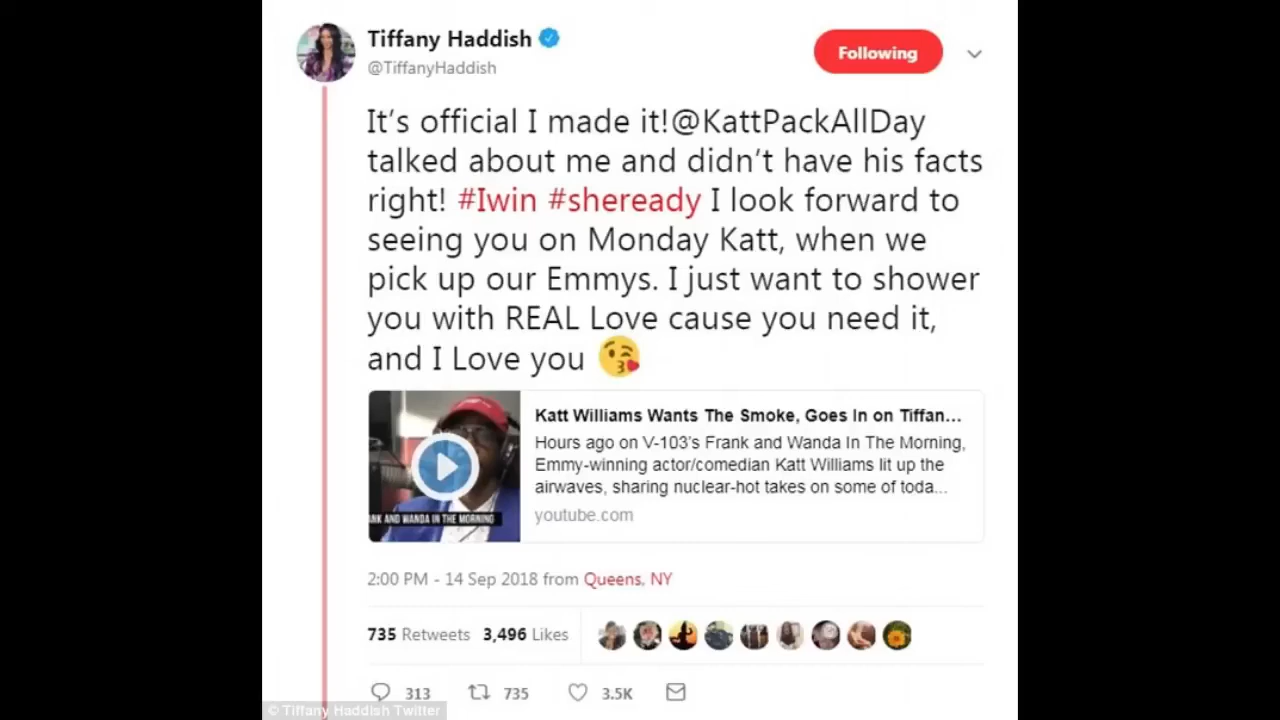 Tiffany Haddish
@TiffanyHaddish
Following
It's official I made it!@KattPackAllDay
talked about me and didn't have his facts
right! #Iwin #sheready I look forward to
seeing you on Monday Katt, when we
pick up our Emmys. I just want to shower
you with REAL Love cause you need it,
and I Love you 😘
Katt Williams Wants The Smoke, Goes In on Tiffan...
Hours ago on V-103's Frank and Wanda In The Morning,
Emmy-winning actor/comedian Katt Williams lit up the
airwaves, sharing nuclear-hot takes on some of toda...
youtube.com
ANK AND WANDA IN THE MORNING
2:00 PM - 14 Sep 2018 from Queens, NY
735 Retweets 3,496 Likes
313 735 3.5K
© Tiffany Haddish Twitter